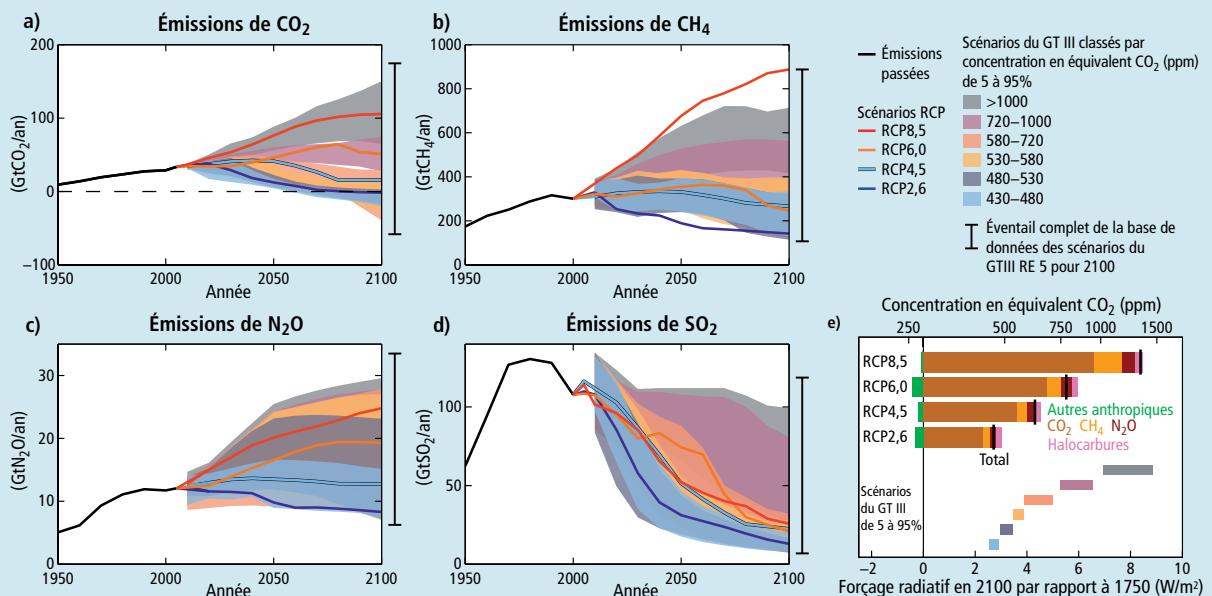 a)
Émissions de CO₂
200
100
0
−100
(GtCO₂/an)
1950
2000
2050
2100
Année
b)
Émissions de CH₄
1000
800
600
400
200
0
(GtCH₄/an)
1950
2000
2050
2100
Année
Émissions
passées
Scénarios RCP
RCP8,5
RCP6,0
RCP4,5
RCP2,6
Scénarios du GT III classés par
concentration en équivalent CO₂ (ppm)
de 5 à 95%
>1000
720–1000
580–720
530–580
480–530
430–480
Éventail complet de la base de
données des scénarios du
GTIII RE 5 pour 2100
c)
Émissions de N₂O
30
20
10
0
(GtN₂O/an)
1950
2000
2050
2100
Année
d)
Émissions de SO₂
100
50
0
(GtSO₂/an)
1950
2000
2050
2100
Année
e)
Concentration en équivalent CO₂ (ppm)
250
500
750
1000
1500
RCP8,5
RCP6,0
RCP4,5
RCP2,6
Autres anthropiques
CO₂ CH₄ N₂O
Halocarbures
Total
Scénarios
du GT III
de 5 à 95%
−2
0
2
4
6
8
10
Forçage radiatif en 2100 par rapport à 1750 (W/m²)